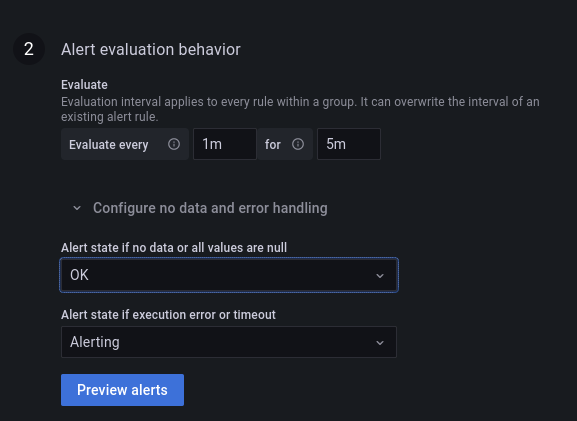 2 Alert evaluation behavior
Evaluate
Evaluation interval applies to every rule within a group. It can overwrite the interval of an
existing alert rule.
Evaluate every 1m for 5m
Configure no data and error handling
Alert state if no data or all values are null
OK
Alert state if execution error or timeout
Alerting
Preview alerts